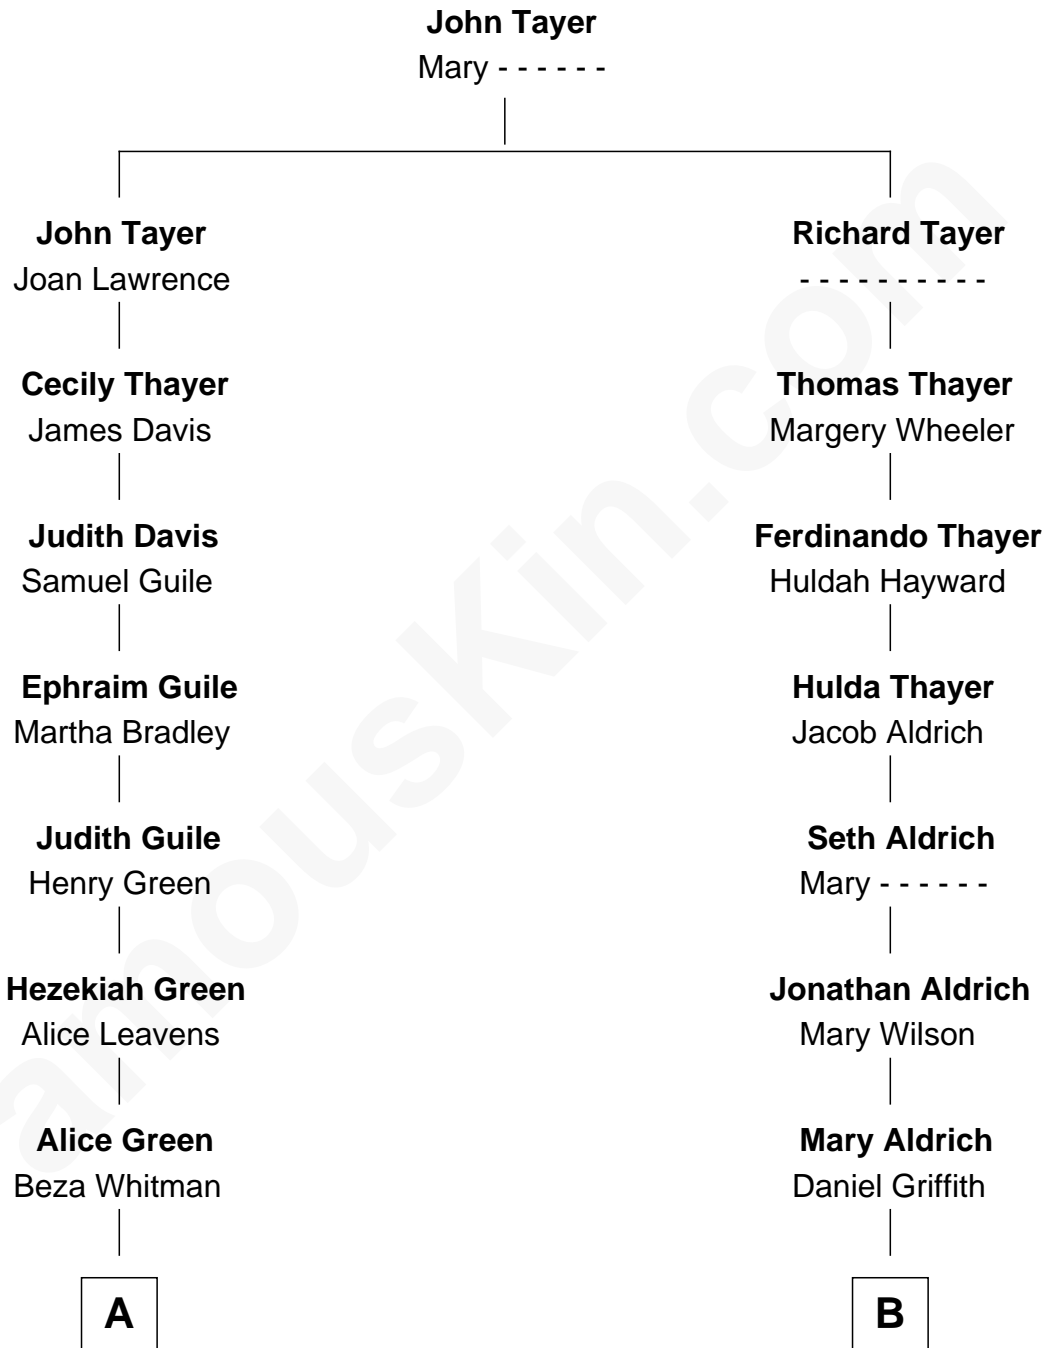 John Tayer
Mary - - - - - -
John Tayer
Joan Lawrence
Richard Tayer
- - - - - - - - - -
Cecily Thayer
James Davis
Thomas Thayer
Margery Wheeler
Judith Davis
Samuel Guile
Ferdinando Thayer
Huldah Hayward
Ephraim Guile
Martha Bradley
Hulda Thayer
Jacob Aldrich
Judith Guile
Henry Green
Seth Aldrich
Mary - - - - - -
Hezekiah Green
Alice Leavens
Jonathan Aldrich
Mary Wilson
Alice Green
Beza Whitman
Mary Aldrich
Daniel Griffith
A
B
amouskin.com